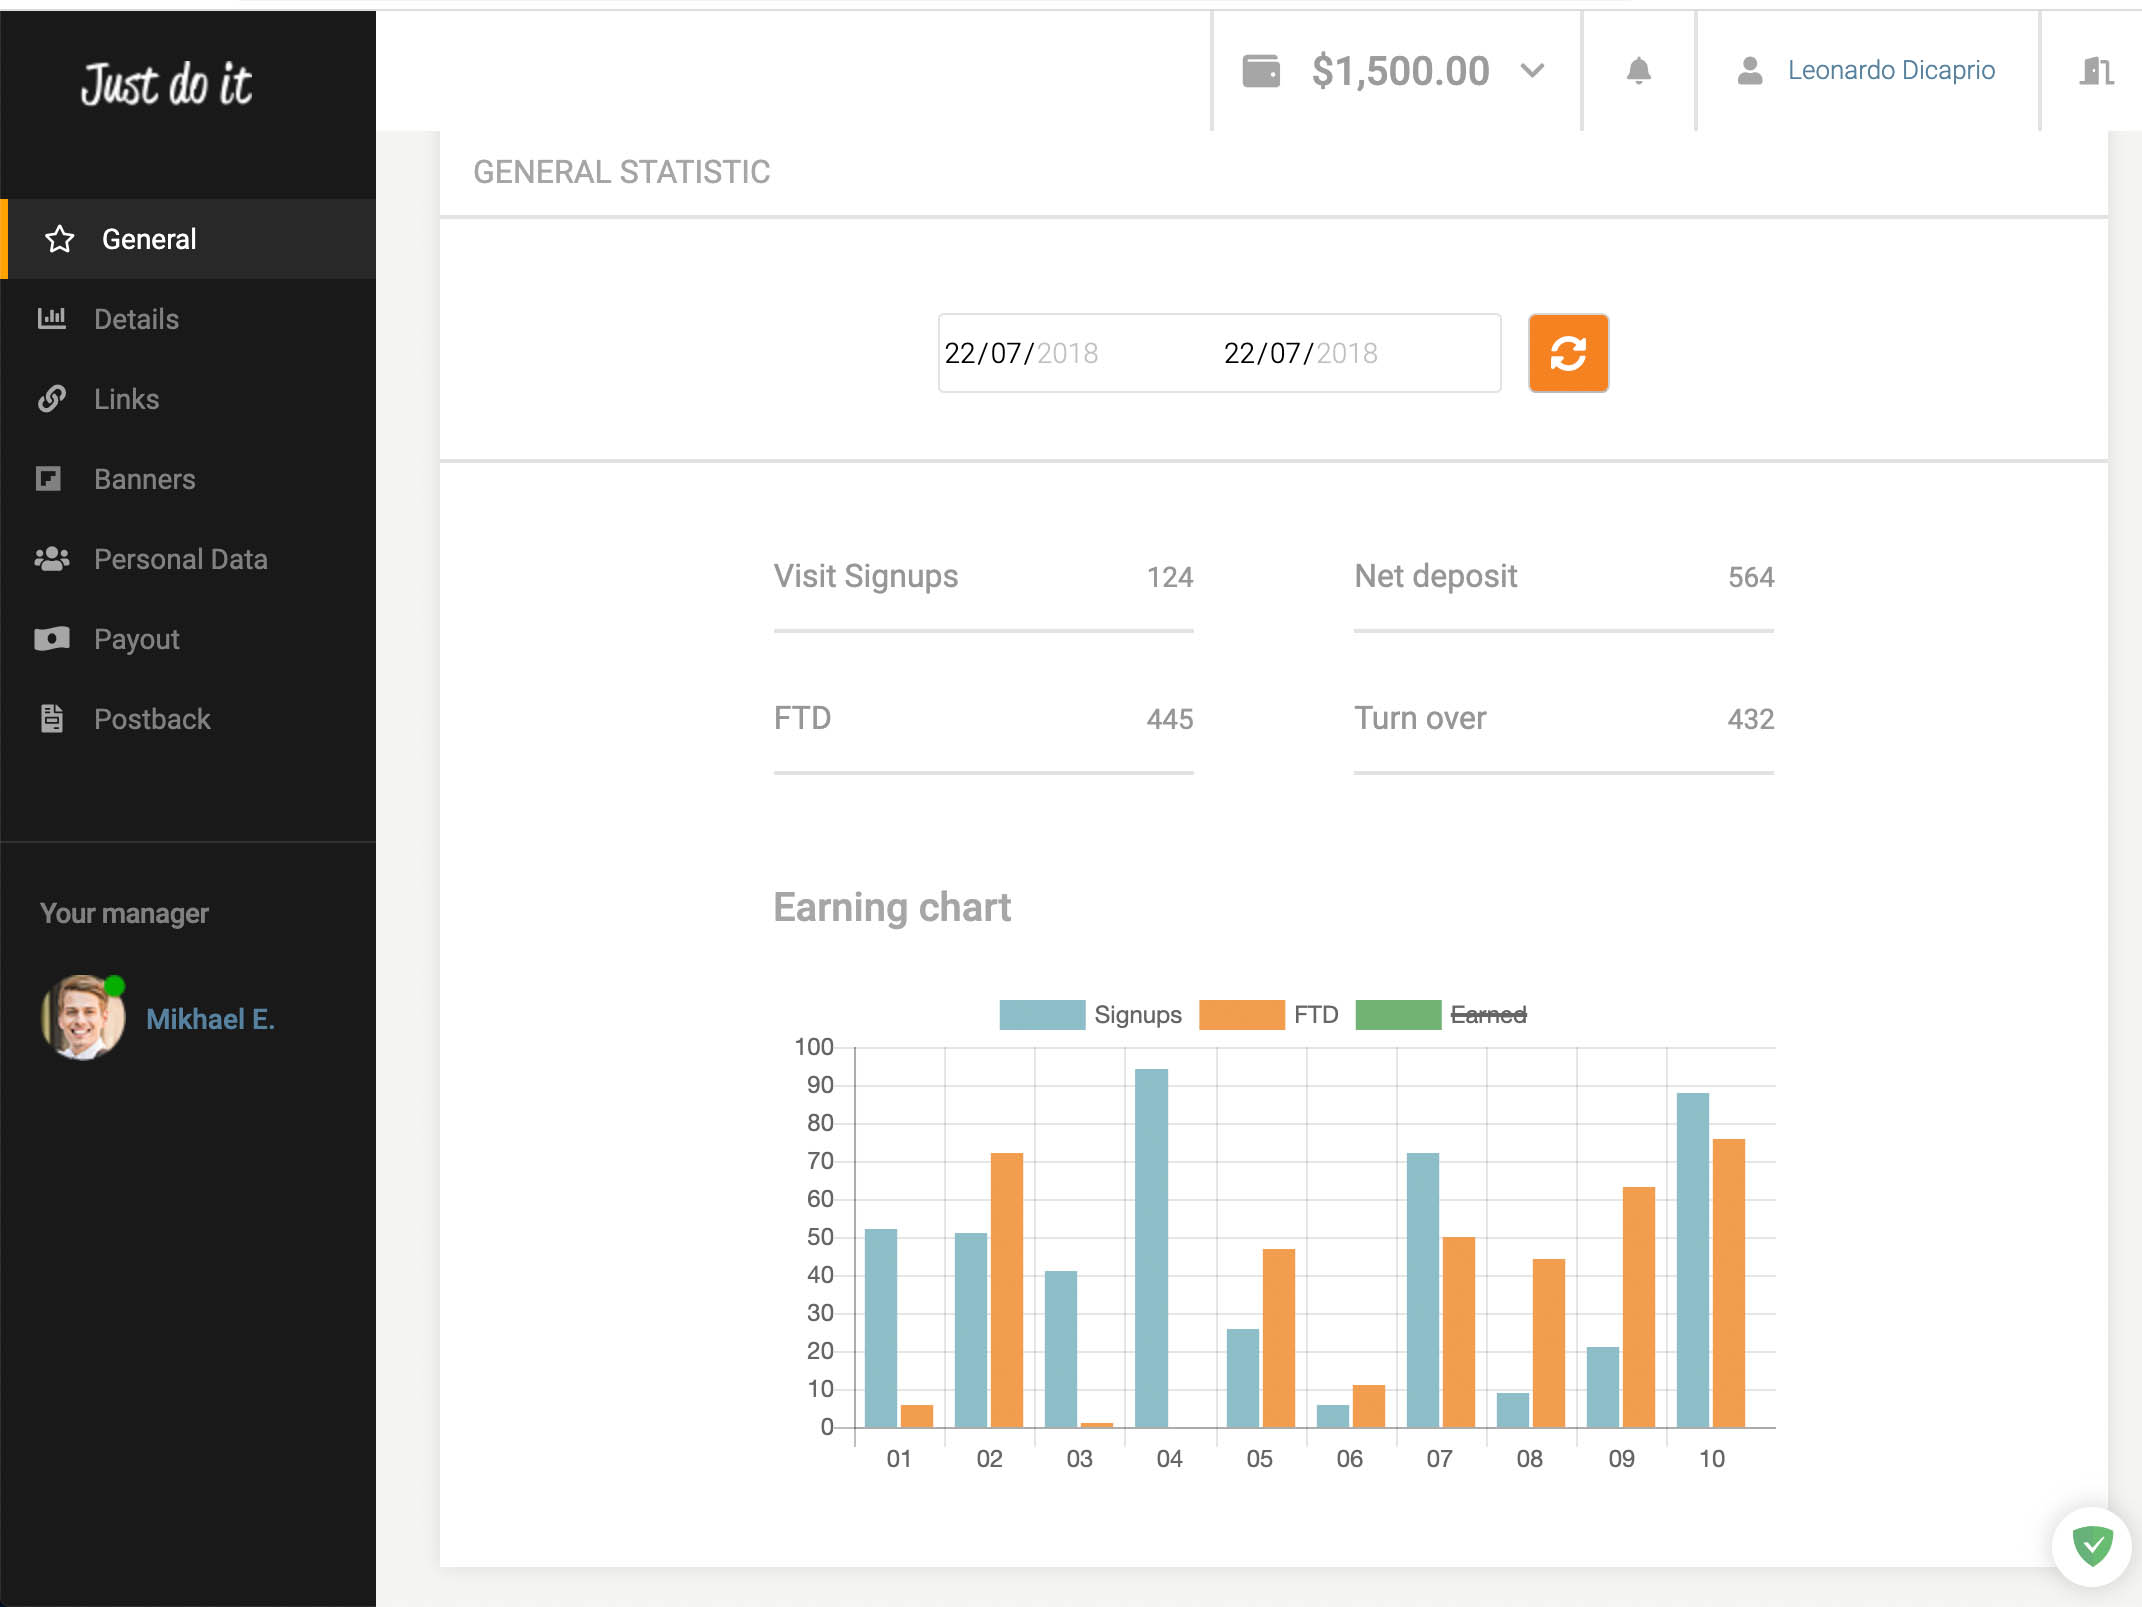 Just do it
$1,500.00
Leonardo Dicaprio
General
Details
Links
Banners
Personal Data
Payout
Postback
Your manager
Mikhael E.
GENERAL STATISTIC
22/07/2018 22/07/2018
Visit Signups 124 Net deposit 564
FTD 445 Turn over 432
Earning chart
Signups FTD Earned
100
90
80
70
60
50
40
30
20
10
0
01 02 03 04 05 06 07 08 09 10